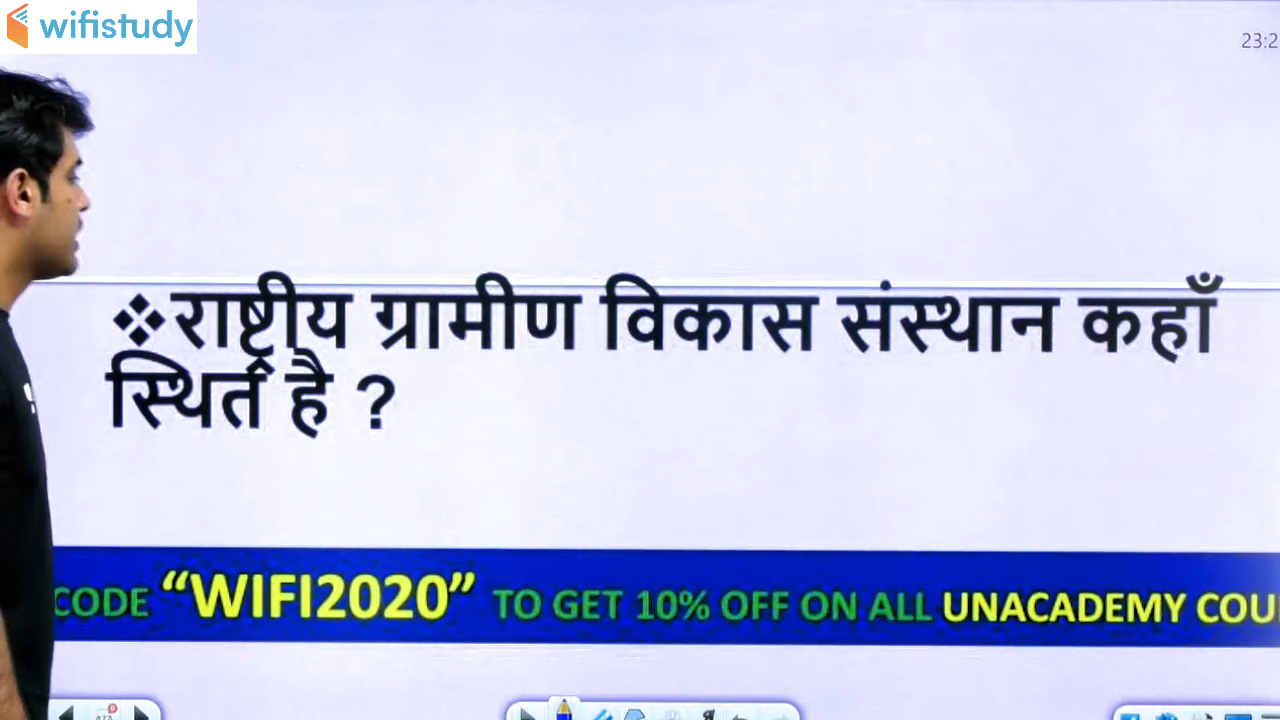 wifistudy
23:2
❖राष्ट्रीय ग्रामीण विकास संस्थान कहाँ
स्थित है ?
CODE “WIFI2020” TO GET 10% OFF ON ALL UNACADEMY COU